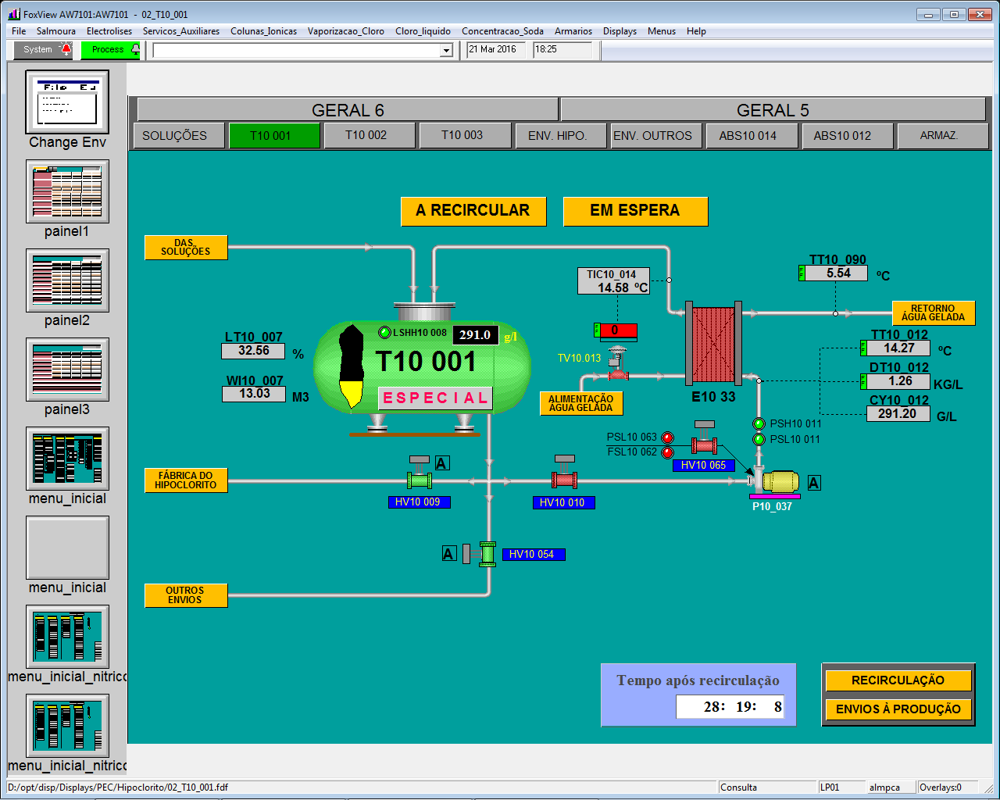 FoxView AW7101:AW7101 - 02_T10_001
File Salmoura Electrolises Servicos_Auxiliares Colunas_Ionicas Vaporizacao_Cloro Cloro_liquido Concentracao_Soda Armarios Displays Menus Help
System Process 21 Mar 2016 18:25
Change Env
painel1
painel2
painel3
menu_inicial
menu_inicial
menu_inicial_nitrico
menu_inicial_nitrico
GERAL 6 GERAL 5
SOLUÇÕES T10 001 T10 002 T10 003 ENV. HIPO. ENV. OUTROS ABS10 014 ABS10 012 ARMAZ.
A RECIRCULAR EM ESPERA
DAS
SOLUÇÕES
TIC10_014
14.58 ºC
TT10_090
5.54 ºC
RETORNO
ÁGUA GELADA
LT10_007
32.56 %
WI10_007
13.03 M3
LSHH10 008 291.0 g/l
T10 001
ESPECIAL
0
TV10.013
ALIMENTAÇÃO
ÁGUA GELADA
E10 33
TT10_012
14.27 ºC
DT10_012
1.26 KG/L
CY10_012
291.20 G/L
PSH10 011
PSL10 011
PSL10 063
FSL10 062
HV10 065
FÁBRICA DO
HIPOCLORITO
A
HV10 009
HV10 010
A
P10_037
A
HV10 054
OUTROS
ENVIOS
Tempo após recirculação
28: 19: 8
RECIRCULAÇÃO
ENVIOS À PRODUÇÃO
D:/opt/disp/Displays/PEC/Hipoclorito/02_T10_001.fdf Consulta LP01 almpca Overlays:0